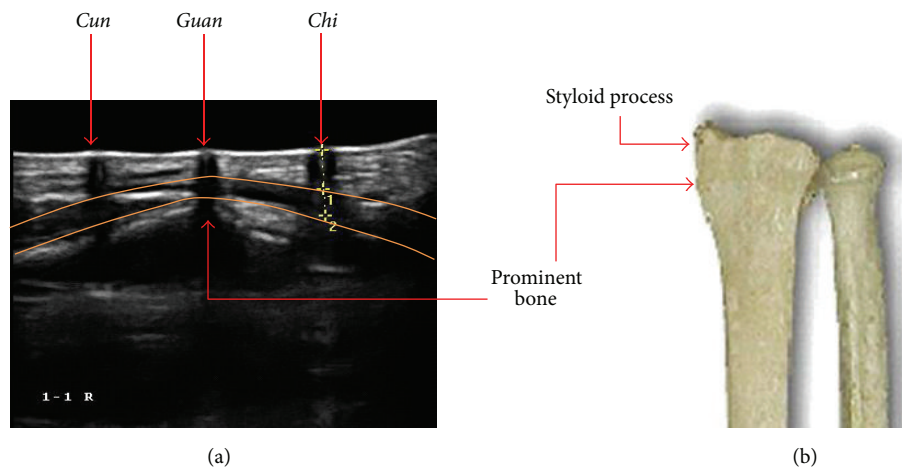 Cun Guan Chi
Styloid process
1
2
Prominent
bone
1-1 R
(a) (b)